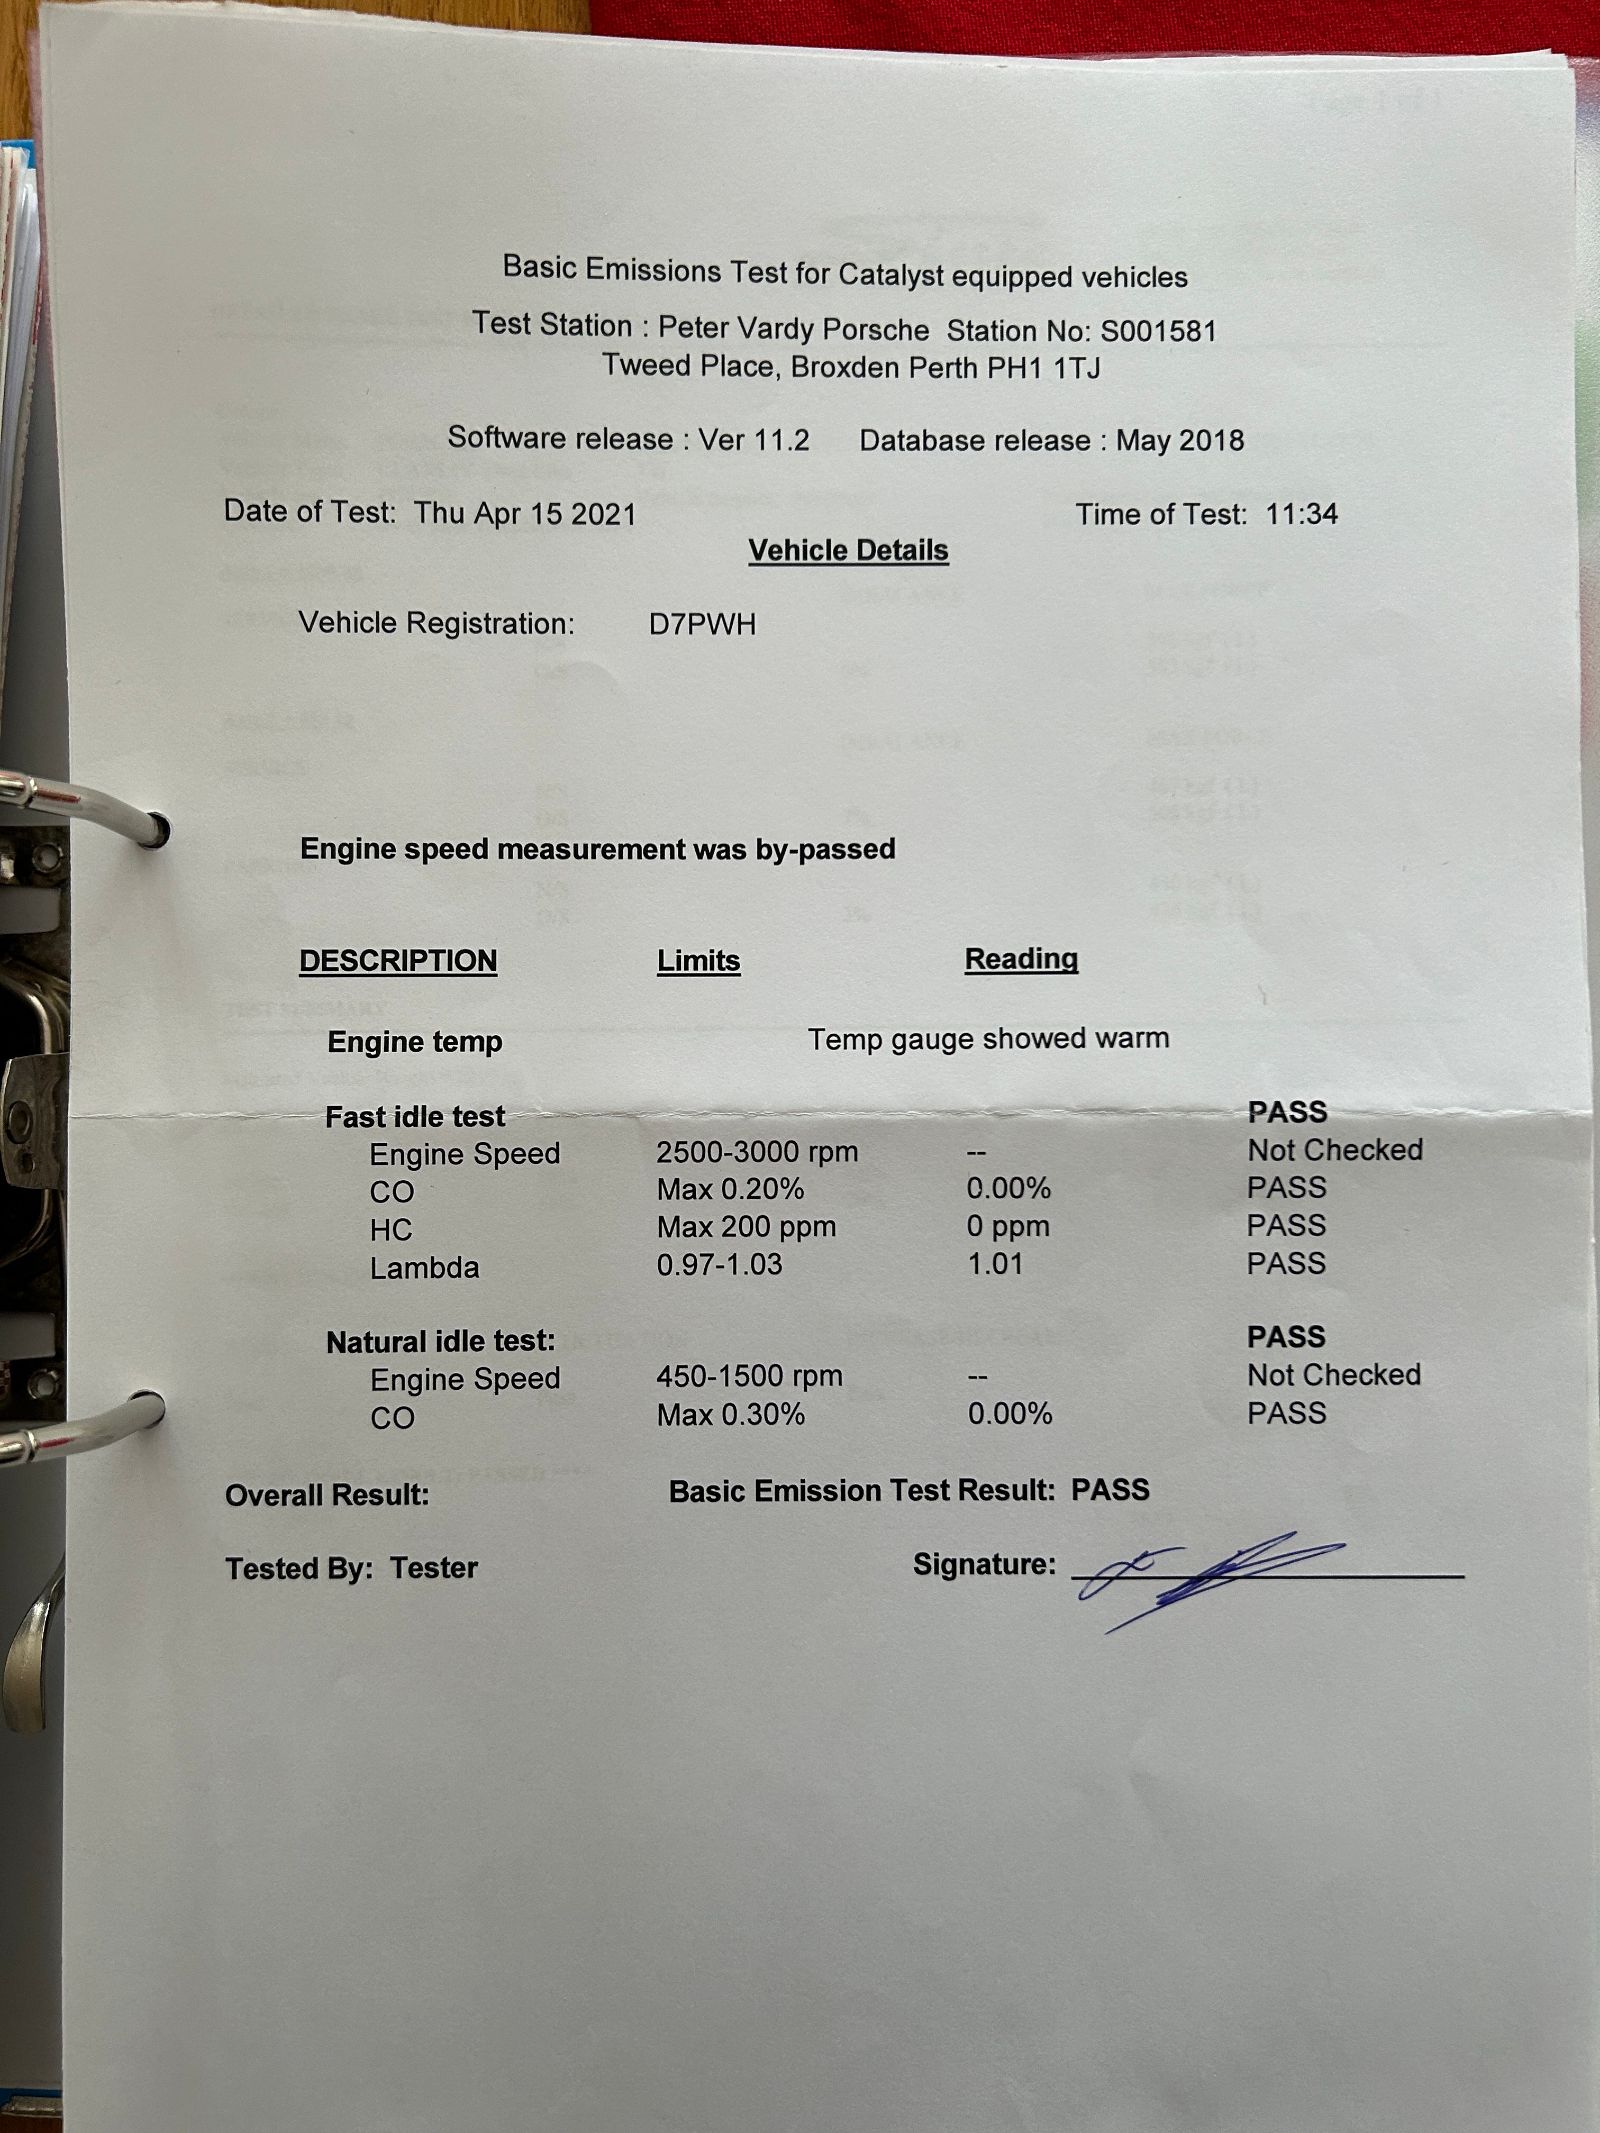 Basic Emissions Test for Catalyst equipped vehicles
Test Station : Peter Vardy Porsche Station No: S001581
Tweed Place, Broxden Perth PH1 1TJ
Software release : Ver 11.2 Database release : May 2018
Date of Test: Thu Apr 15 2021 Time of Test: 11:34
Vehicle Details
Vehicle Registration: D7PWH
Engine speed measurement was by-passed
DESCRIPTION Limits Reading
Engine temp Temp gauge showed warm
Fast idle test PASS
Engine Speed 2500-3000 rpm -- Not Checked
CO Max 0.20% 0.00% PASS
HC Max 200 ppm 0 ppm PASS
Lambda 0.97-1.03 1.01 PASS
Natural idle test: PASS
Engine Speed 450-1500 rpm -- Not Checked
CO Max 0.30% 0.00% PASS
Overall Result: Basic Emission Test Result: PASS
Tested By: Tester Signature: